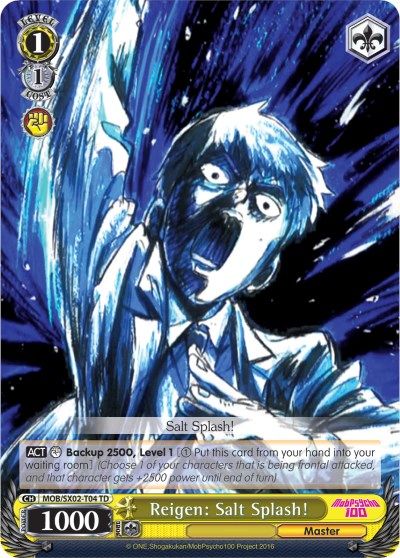 LEVEL
1
1
COST
Salt Splash!
ACT Backup 2500, Level 1 [① Put this card from your hand into your
waiting room] (Choose 1 of your characters that is being frontal attacked,
and that character gets +2500 power until end of turn)
CH MOB/SX02-T04 TD
MobPsycho
100
POWER
1000
Reigen: Salt Splash!
Master
© ONE,Shogakukan/MobPsycho100 Project 2016